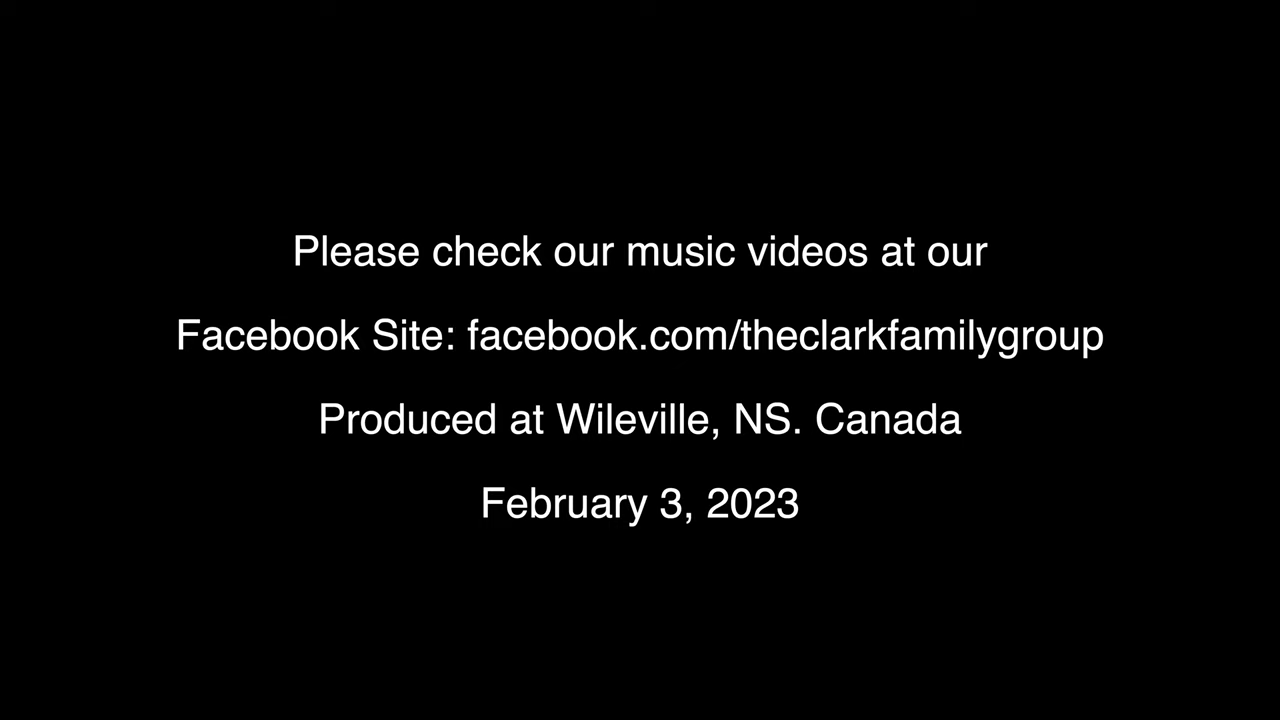 Please check our music videos at our
Facebook Site: facebook.com/theclarkfamilygroup
Produced at Wileville, NS. Canada
February 3, 2023